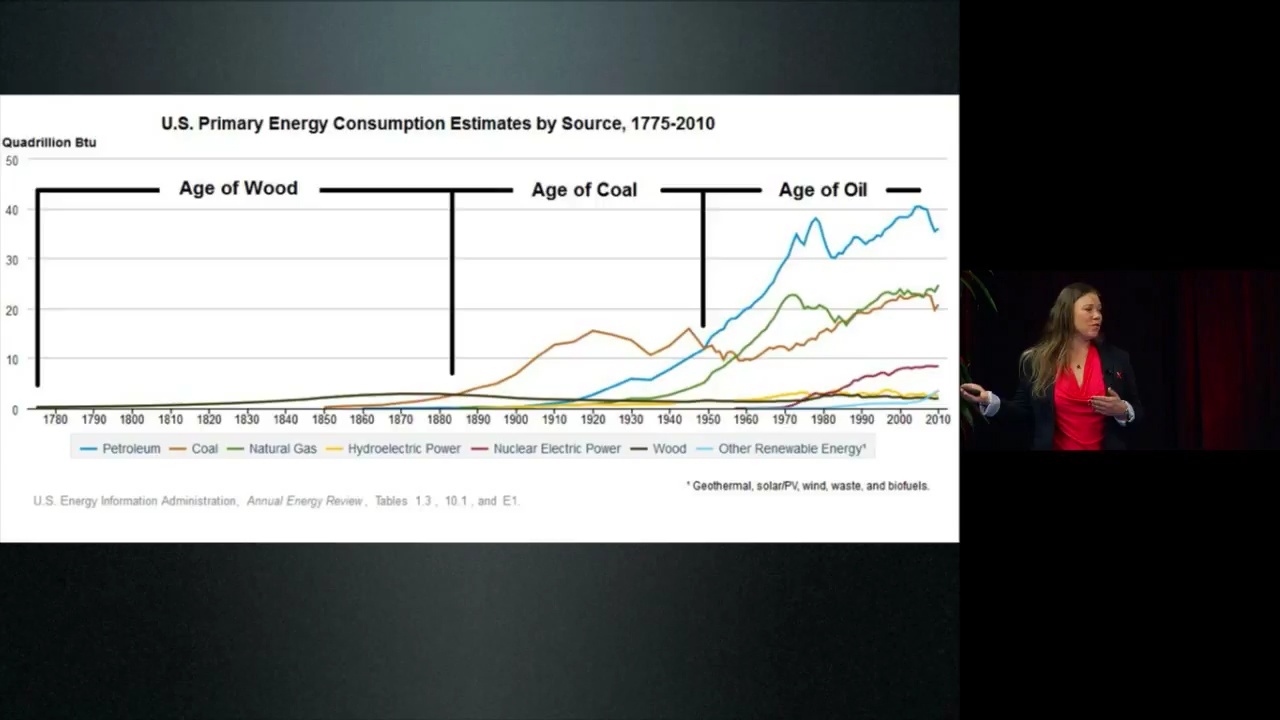 U.S. Primary Energy Consumption Estimates by Source, 1775-2010
Quadrillion Btu
50
Age of Wood Age of Coal Age of Oil
40
30
20
10
0
1780 1790 1800 1810 1820 1830 1840 1850 1860 1870 1880 1890 1900 1910 1920 1930 1940 1950 1960 1970 1980 1990 2000 2010
Petroleum Coal Natural Gas Hydroelectric Power Nuclear Electric Power Wood Other Renewable Energy¹
¹ Geothermal, solar/PV, wind, waste, and biofuels.
U.S. Energy Information Administration, Annual Energy Review, Tables 1.3, 10.1, and E1.